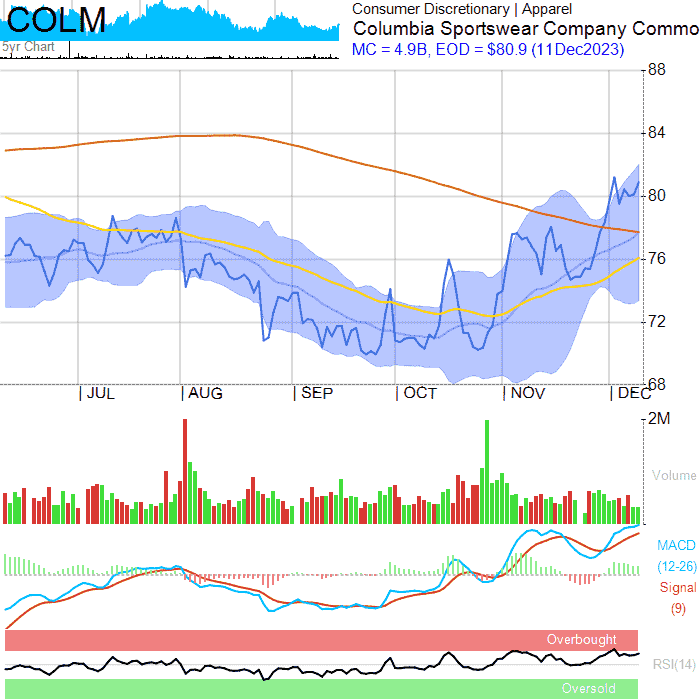 COLM
Consumer Discretionary | Apparel
Columbia Sportswear Company Commo
5yr Chart
MC = 4.9B, EOD = $80.9 (11Dec2023)
88
84
80
76
72
68
JUL AUG SEP OCT NOV DEC
2M
Volume
MACD
(12-26)
Signal
(9)
Overbought
RSI(14)
Oversold